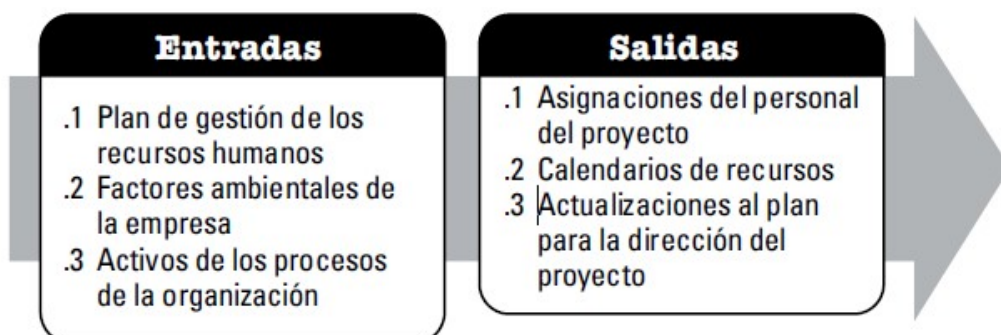 Entradas
.1 Plan de gestión de los
recursos humanos
.2 Factores ambientales de
la empresa
.3 Activos de los procesos
de la organización
Salidas
.1 Asignaciones del personal
del proyecto
.2 Calendarios de recursos
.3 Actualizaciones al plan
para la dirección del
proyecto